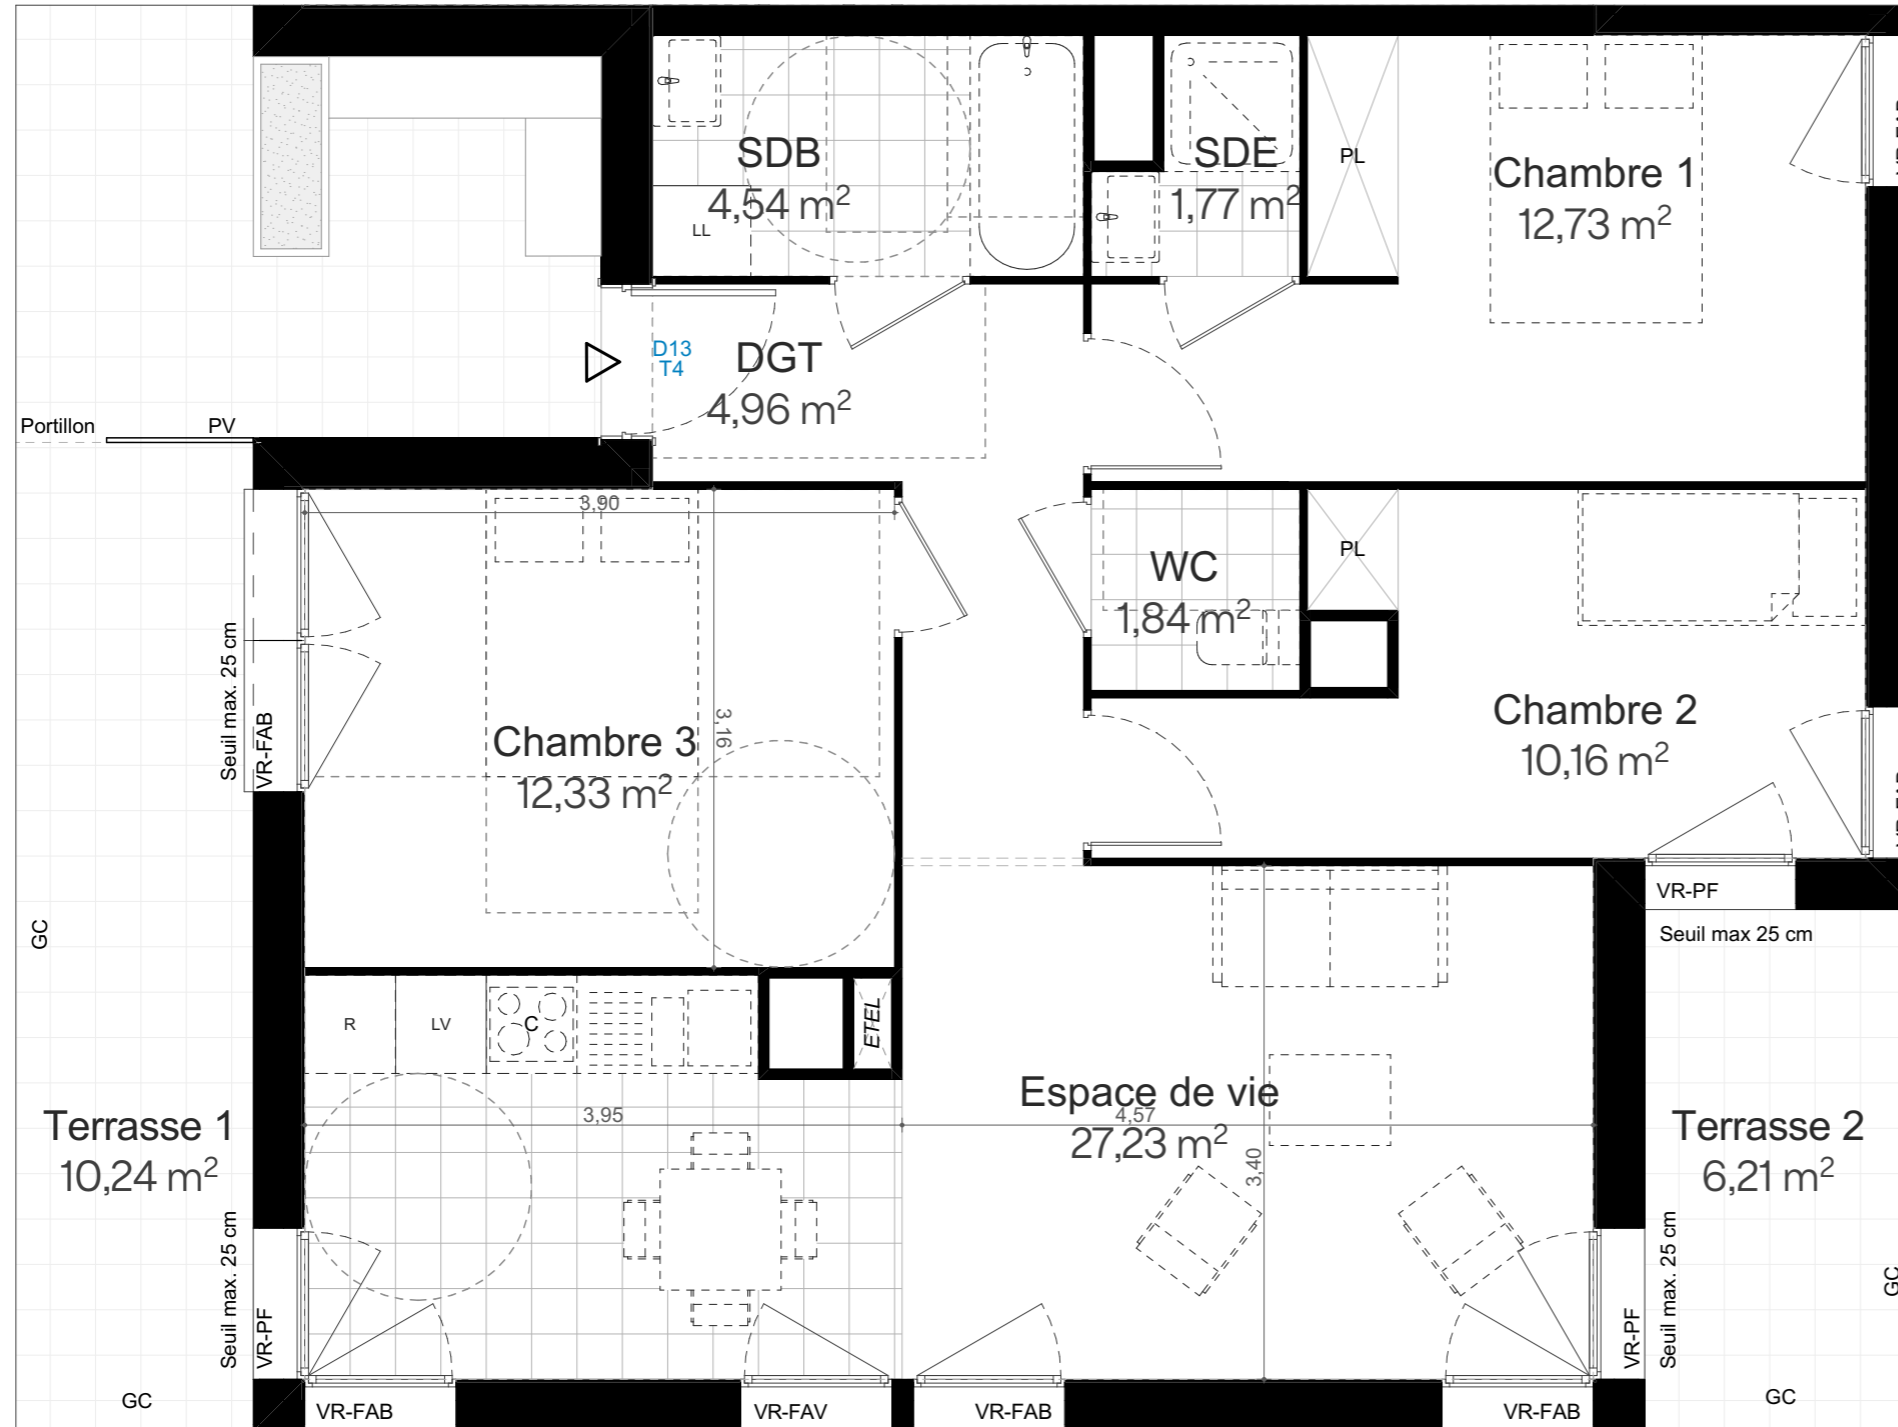 SDB
4,54 m²
LL
SDE
1,77 m²
PL
Chambre 1
12,73 m²
D13
T4
DGT
4,96 m²
Portillon
PV
3,90
3,16
Chambre 3
12,33 m²
Seuil max. 25 cm
VR-FAB
WC
1,84 m²
PL
Chambre 2
10,16 m²
VR-PF
Seuil max 25 cm
GC
R
LV
C
ETEL
Espace de vie
27,23 m²
3,95
4,57
3,40
Terrasse 1
10,24 m²
Terrasse 2
6,21 m²
Seuil max. 25 cm
VR-PF
VR-PF
Seuil max. 25 cm
GC
GC
VR-FAB
VR-FAV
VR-FAB
VR-FAB
GC